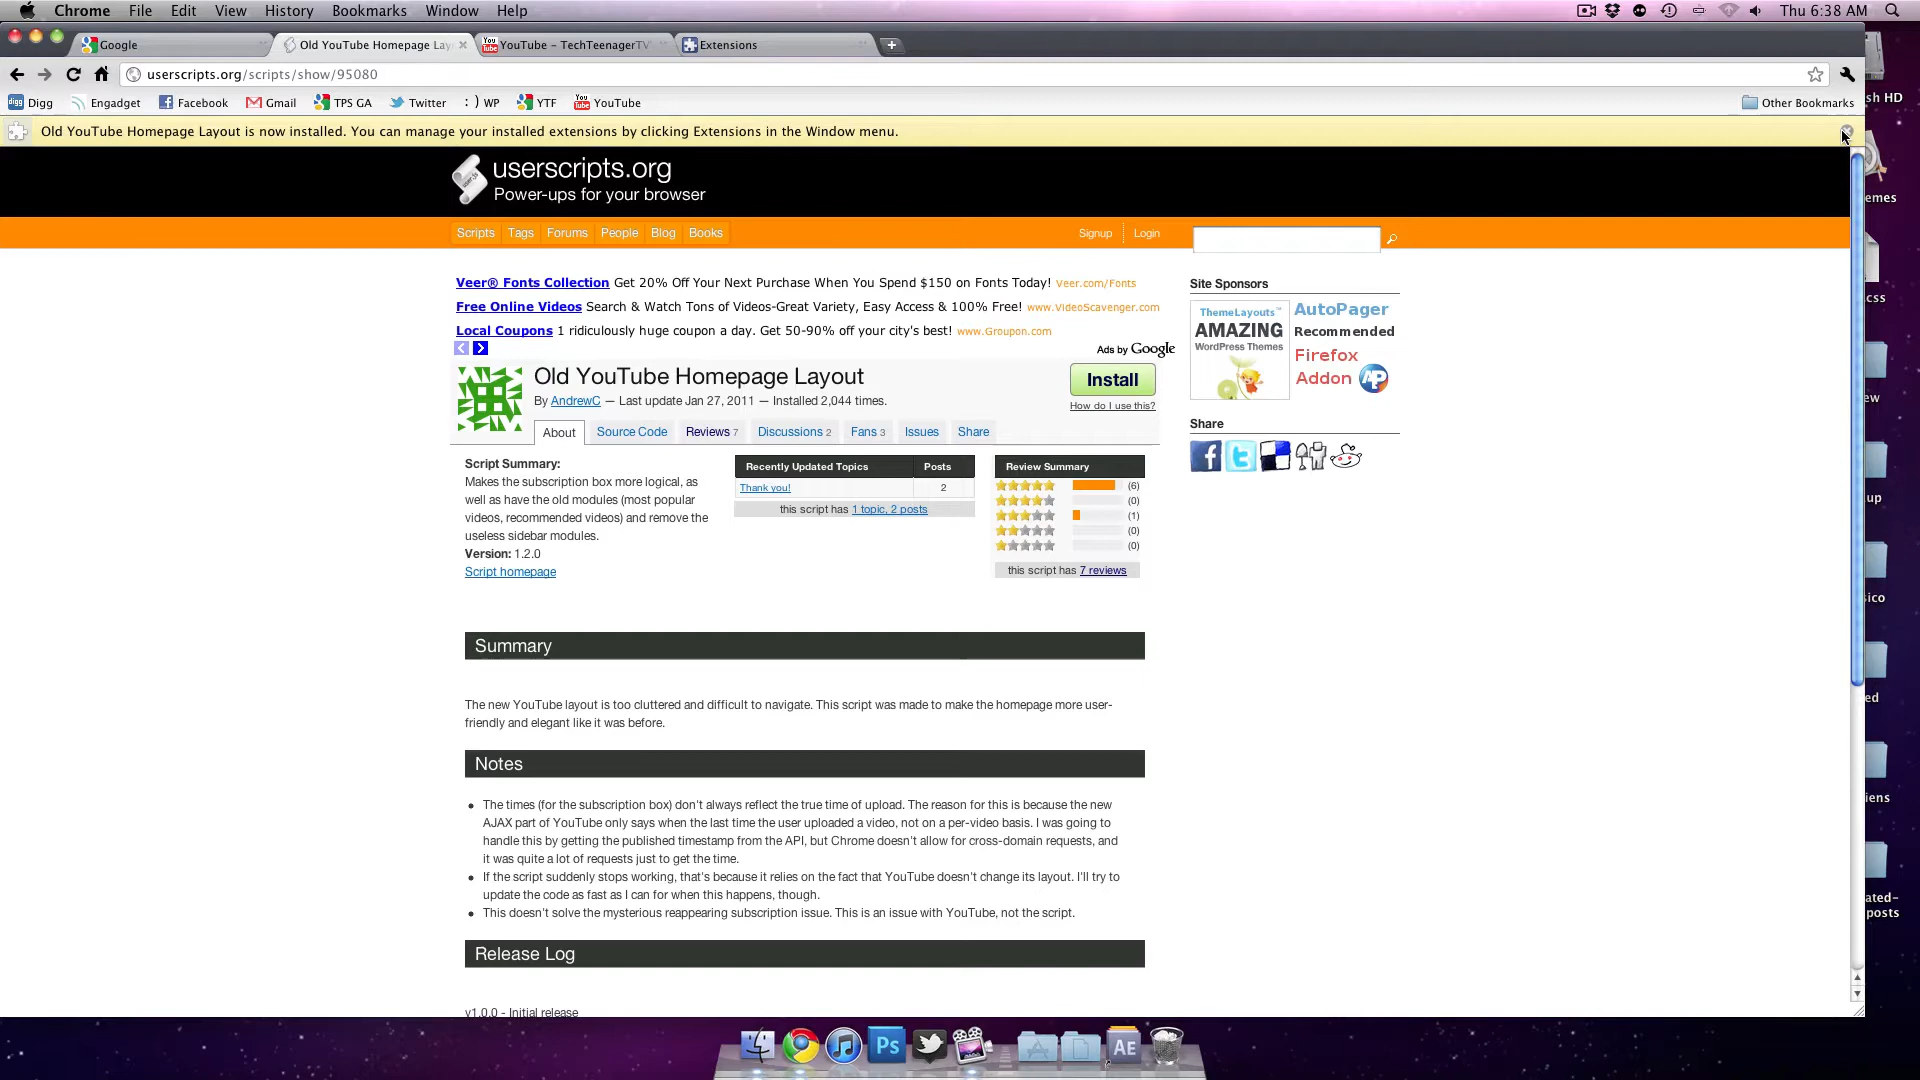 Chrome File Edit View History Bookmarks Window Help Thu 6:38 AM
Google Old YouTube Homepage Lay YouTube - TechTeenagerTV Extensions
userscripts.org/scripts/show/95080
Digg Engadget Facebook Gmail TPS GA Twitter : ) WP YTF YouTube Other Bookmarks
Old YouTube Homepage Layout is now installed. You can manage your installed extensions by clicking Extensions in the Window menu.
userscripts.org
Power-ups for your browser
Scripts Tags Forums People Blog Books Signup Login
Veer® Fonts Collection Get 20% Off Your Next Purchase When You Spend $150 on Fonts Today! Veer.com/Fonts
Free Online Videos Search & Watch Tons of Videos-Great Variety, Easy Access & 100% Free! www.VideoScavenger.com
Local Coupons 1 ridiculously huge coupon a day. Get 50-90% off your city's best! www.Groupon.com
Ads by Google
Old YouTube Homepage Layout
By AndrewC — Last update Jan 27, 2011 — Installed 2,044 times.
Install
How do I use this?
About Source Code Reviews 7 Discussions 2 Fans 3 Issues Share
Script Summary:
Makes the subscription box more logical, as
well as have the old modules (most popular
videos, recommended videos) and remove the
useless sidebar modules.
Version: 1.2.0
Script homepage
Recently Updated Topics Posts
Thank you! 2
this script has 1 topic, 2 posts
Review Summary
(6)
(0)
(1)
(0)
(0)
this script has 7 reviews
Site Sponsors
ThemeLayouts™
AMAZING
WordPress Themes
AutoPager
Recommended
Firefox
Addon AP
Share
Summary
The new YouTube layout is too cluttered and difficult to navigate. This script was made to make the homepage more user-
friendly and elegant like it was before.
Notes
The times (for the subscription box) don't always reflect the true time of upload. The reason for this is because the new
AJAX part of YouTube only says when the last time the user uploaded a video, not on a per-video basis. I was going to
handle this by getting the published timestamp from the API, but Chrome doesn't allow for cross-domain requests, and
it was quite a lot of requests just to get the time.
If the script suddenly stops working, that's because it relies on the fact that YouTube doesn't change its layout. I'll try to
update the code as fast as I can for when this happens, though.
This doesn't solve the mysterious reappearing subscription issue. This is an issue with YouTube, not the script.
Release Log
v1.0.0 - Initial release
sh HD
emes
css
ew
up
sico
ed
iens
ated-
posts
Ps
AE